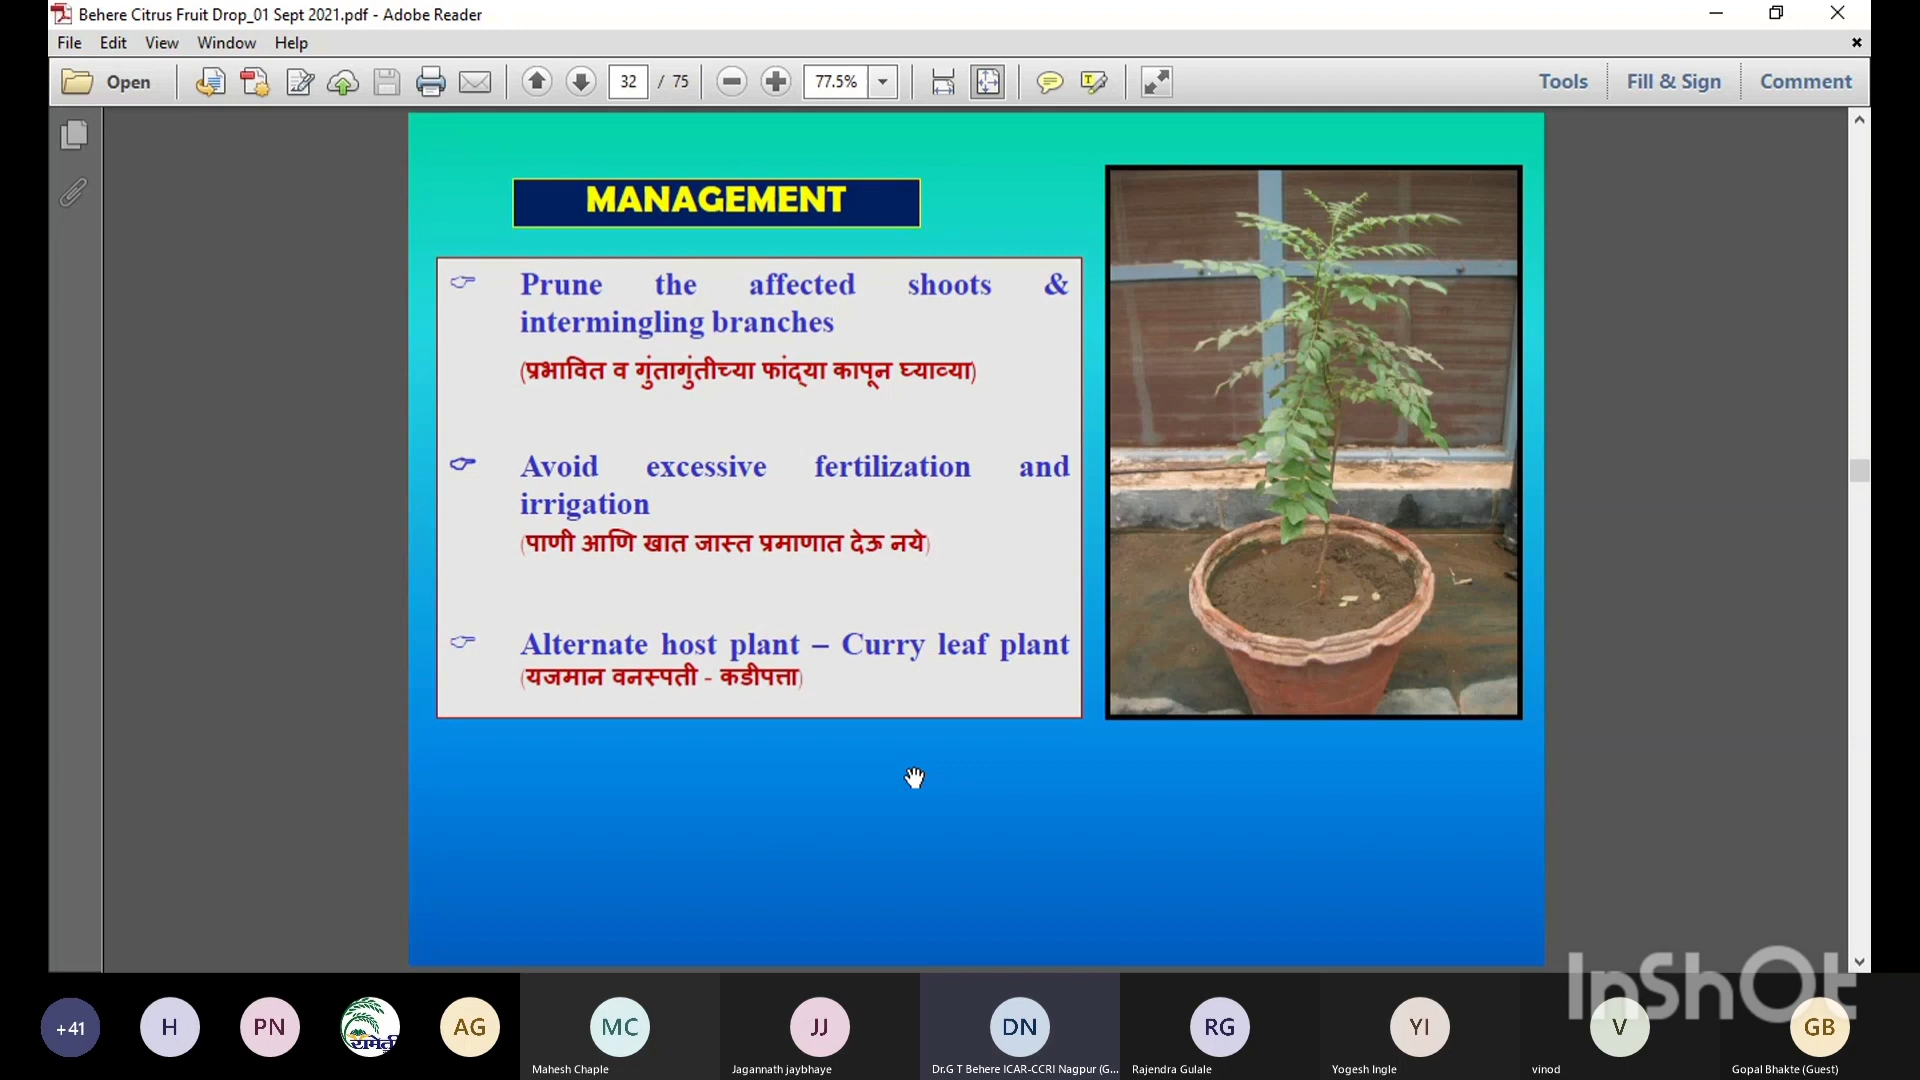 Behere Citrus Fruit Drop_01 Sept 2021.pdf - Adobe Reader
File Edit View Window Help
Open 32 / 75 77.5% Tools Fill & Sign Comment
MANAGEMENT
Prune the affected shoots &
intermingling branches
(प्रभावित व गुंतागुंतीच्या फांद्या कापून घ्याव्या)
Avoid excessive fertilization and
irrigation
(पाणी आणि खात जास्त प्रमाणात देऊ नये)
Alternate host plant – Curry leaf plant
(यजमान वनस्पती - कडीपत्ता)
InShOt
+41 H PN रामेती AG MC JJ DN RG YI V GB
Mahesh Chaple Jagannath jaybhaye Dr.G T Behere ICAR-CCRI Nagpur (G... Rajendra Gulale Yogesh Ingle vinod Gopal Bhakte (Guest)